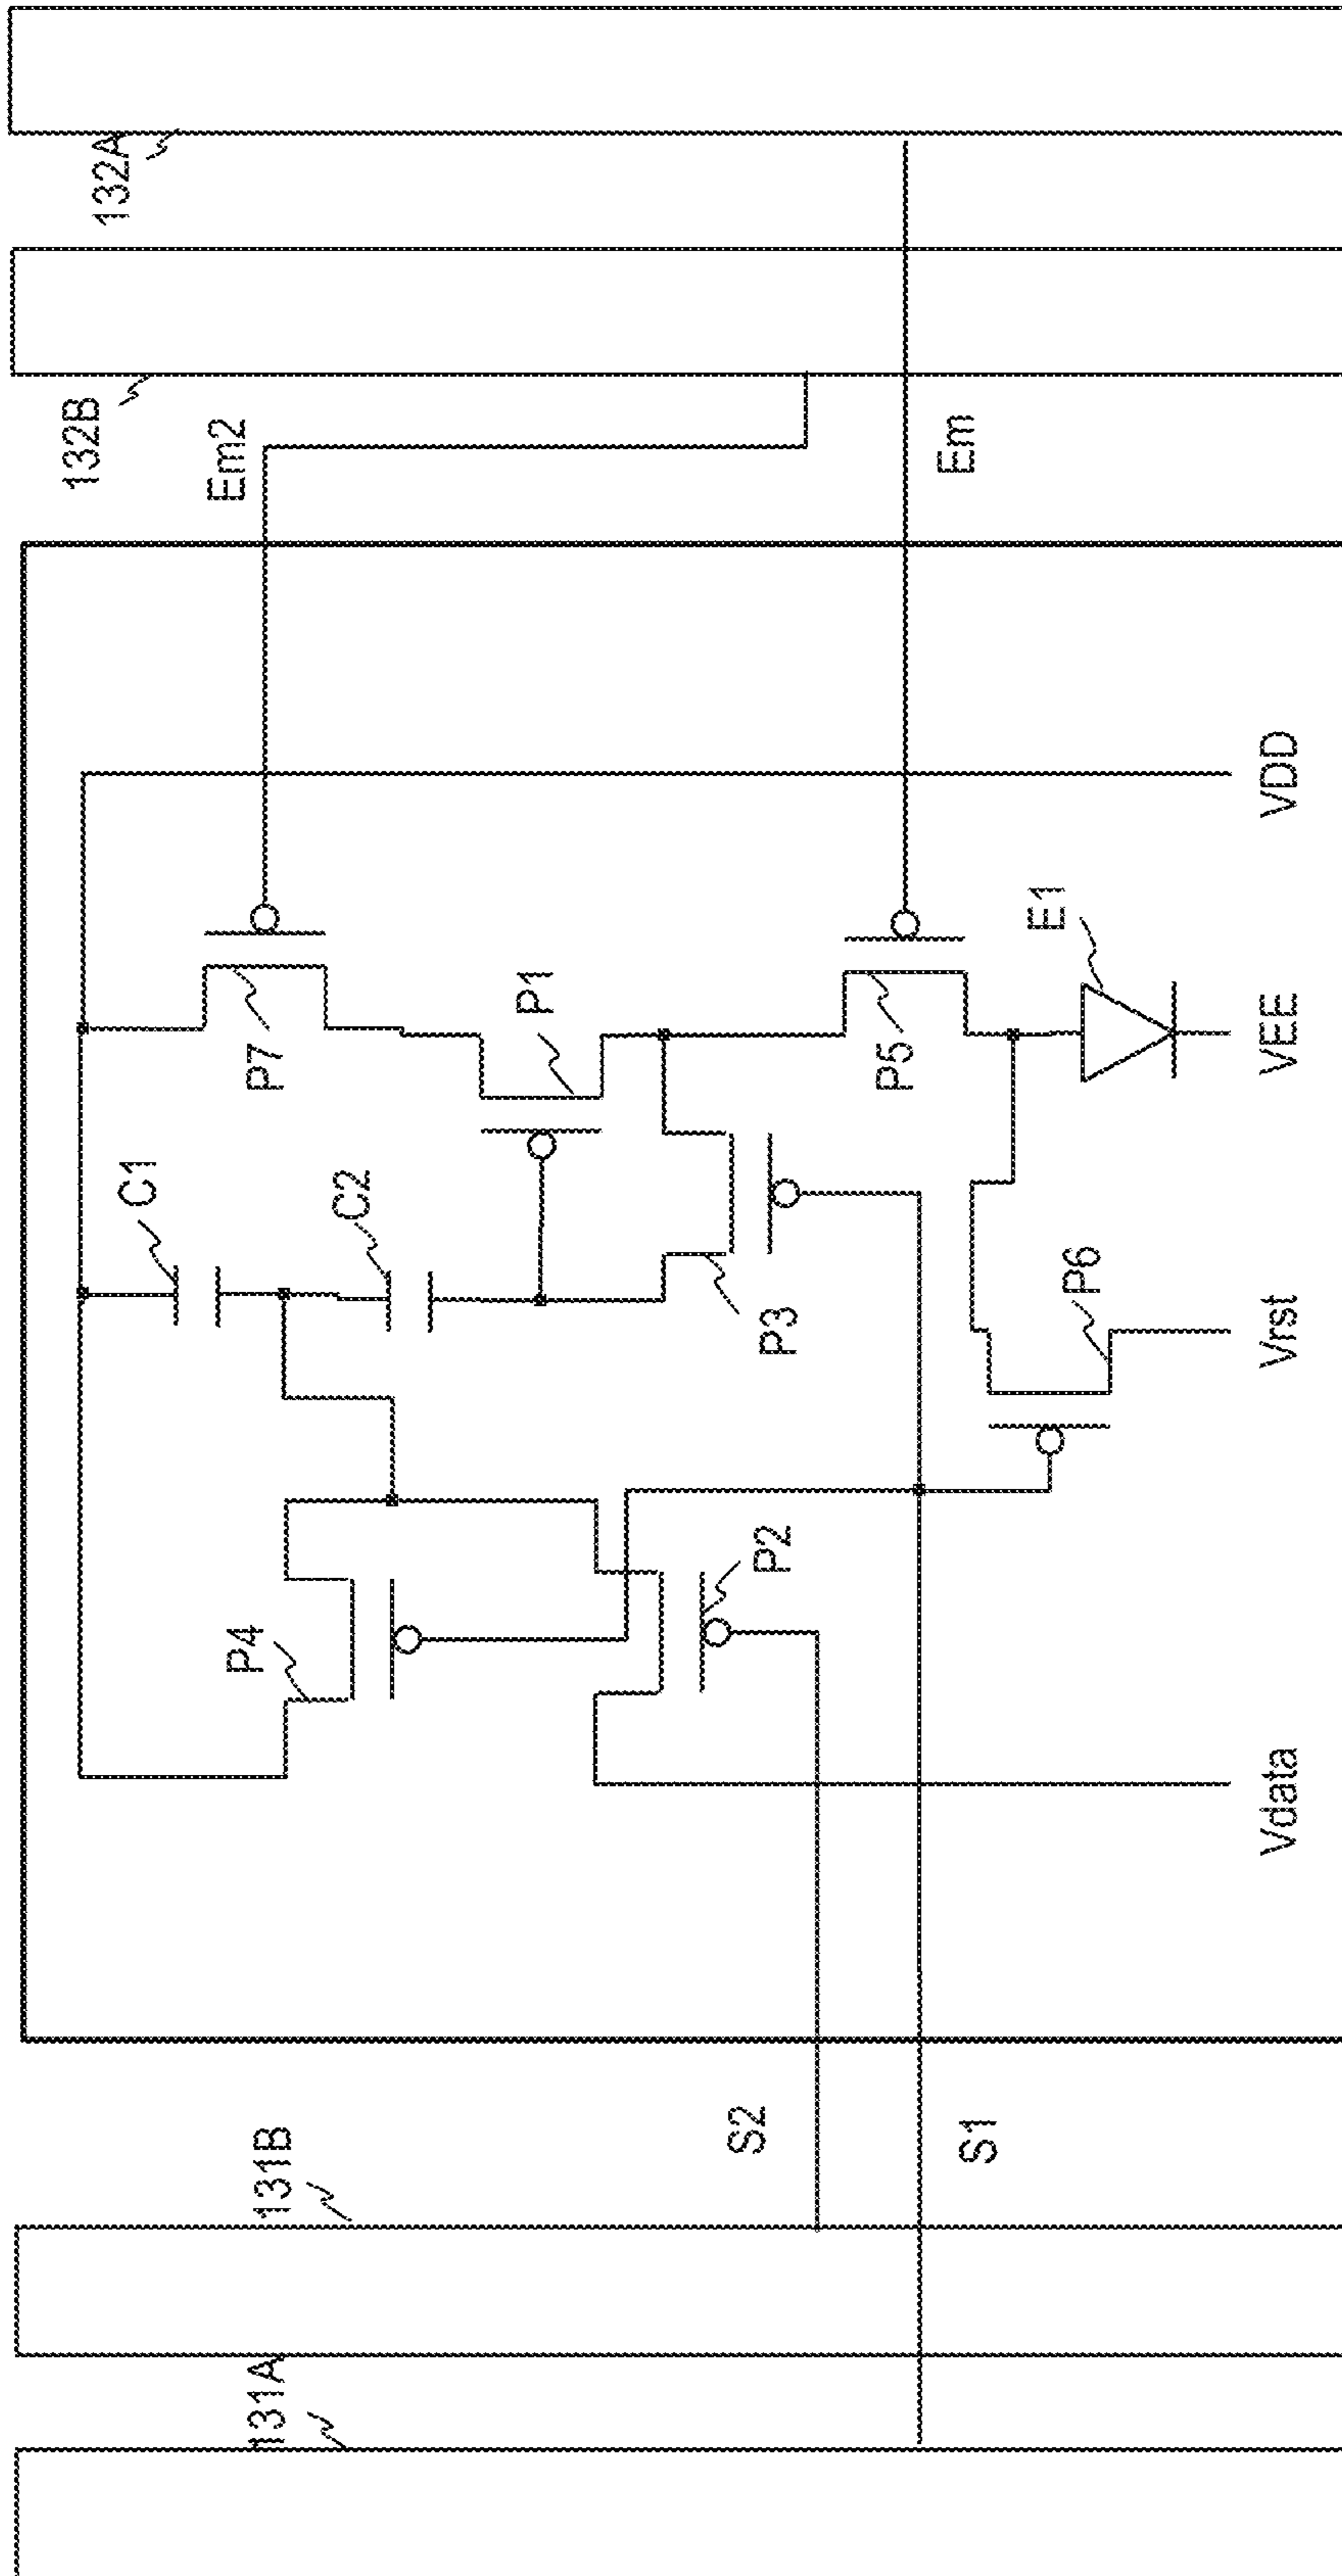 131A
131B
S2
S1
P4
P2
C1
C2
P3
P7
P1
P5
P6
E1
Vdata
Vrst
VEE
VDD
Em2
Em
132B
132A